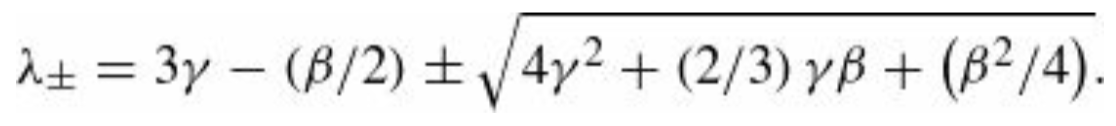 λ± = 3γ − (β/2) ± √4γ² + (2/3) γβ + (β²/4).